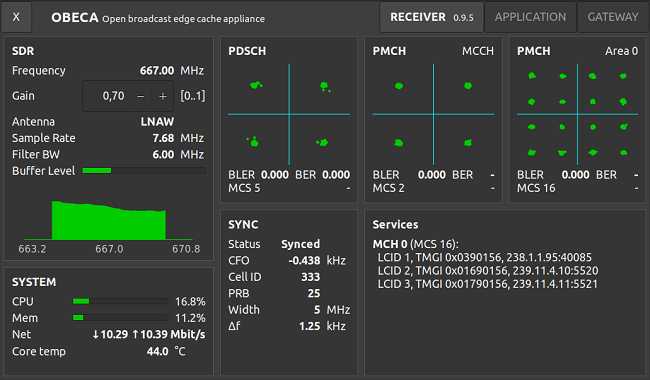 X OBECA Open broadcast edge cache appliance RECEIVER 0.9.5 APPLICATION GATEWAY
SDR
Frequency 667.00 MHz
Gain 0,70 − + [0..1]
Antenna LNAW
Sample Rate 7.68 MHz
Filter BW 6.00 MHz
Buffer Level
663.2 667.0 670.8
SYSTEM
CPU 16.8%
Mem 11.2%
Net ↓10.29 ↑10.39 Mbit/s
Core temp 44.0 °C
PDSCH
BLER 0.000 BER 0.000
MCS 5 -
PMCH MCCH
BLER 0.000 BER -
MCS 2 -
PMCH Area 0
BLER 0.000 BER -
MCS 16 -
SYNC
Status Synced
CFO -0.438 kHz
Cell ID 333
PRB 25
Width 5 MHz
Δf 1.25 kHz
Services
MCH 0 (MCS 16):
LCID 1, TMGI 0x0390156, 238.1.1.95:40085
LCID 2, TMGI 0x01690156, 239.11.4.10:5520
LCID 3, TMGI 0x01790156, 239.11.4.11:5521